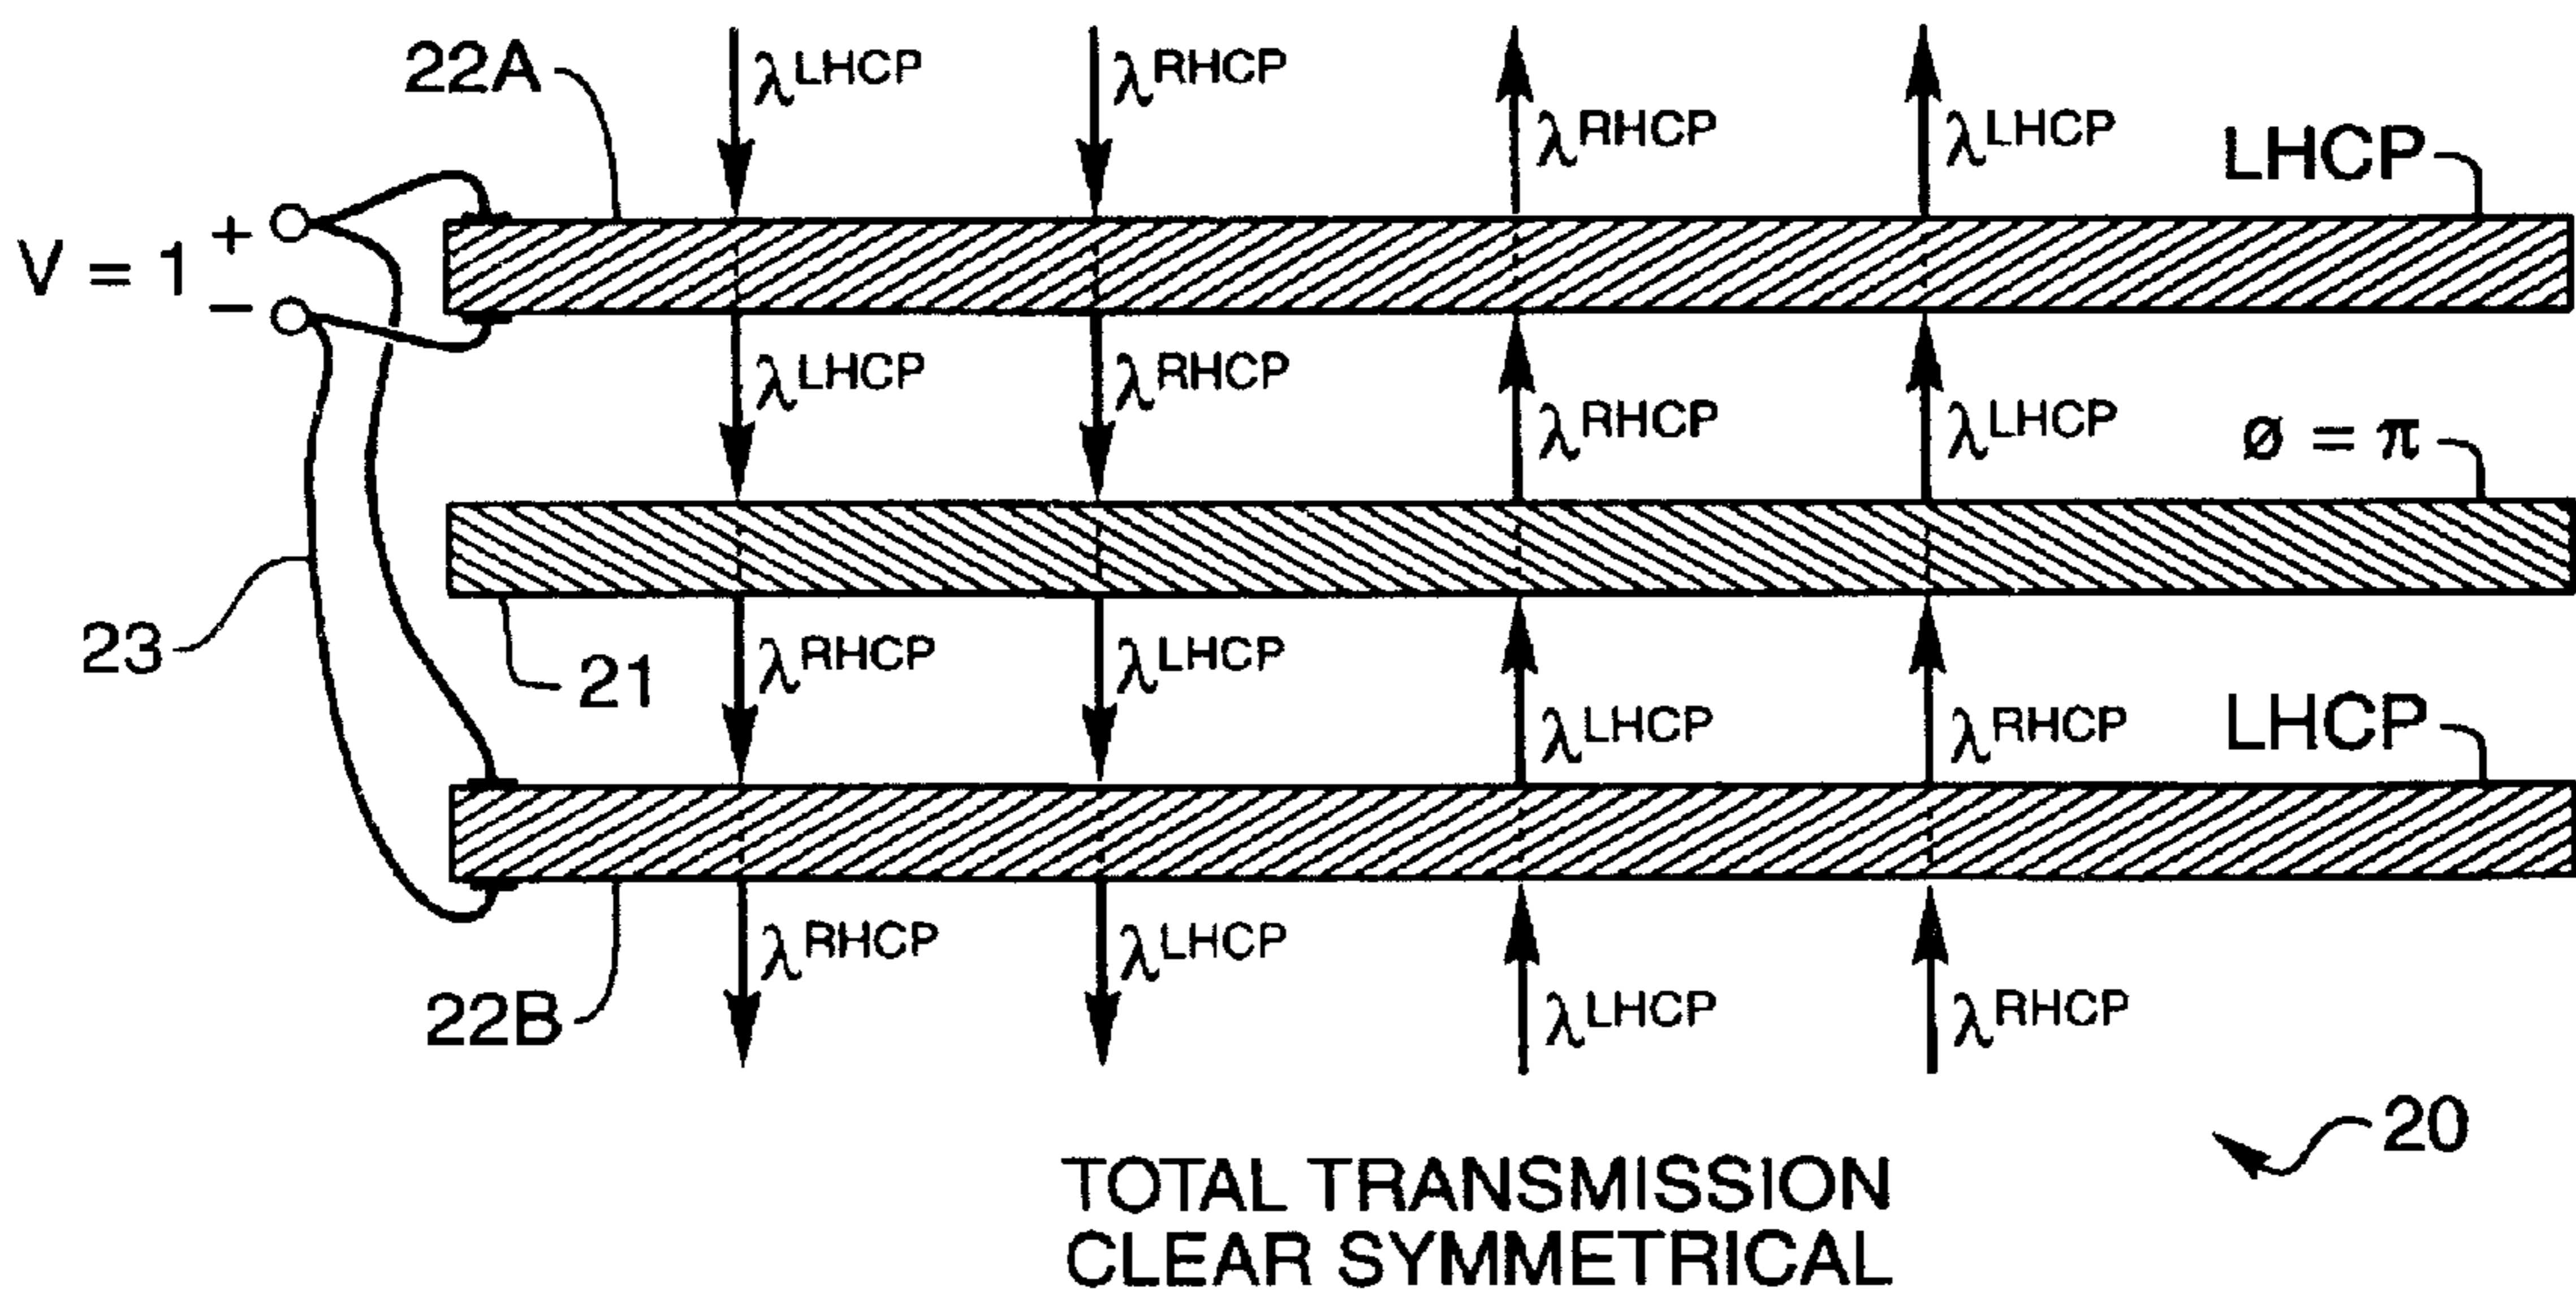 22A
λLHCP
λRHCP
λRHCP
λLHCP
LHCP
V = 1
+
−
λLHCP
λRHCP
λRHCP
λLHCP
ø = π
23
21
λRHCP
λLHCP
λLHCP
λRHCP
LHCP
22B
λRHCP
λLHCP
λLHCP
λRHCP
20
TOTAL TRANSMISSION
CLEAR SYMMETRICAL